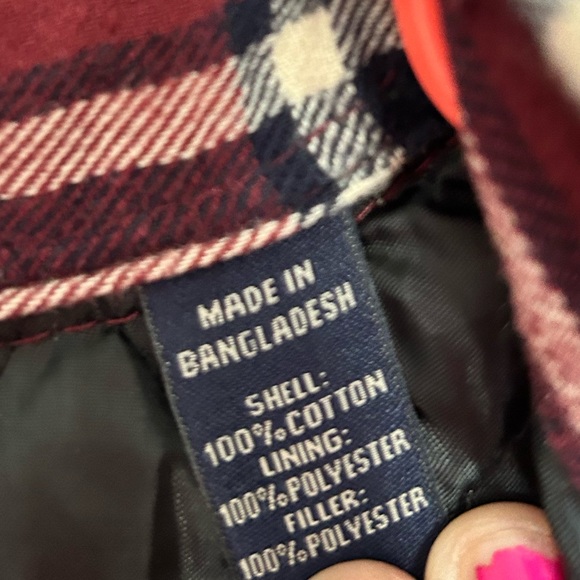 MADE IN
BANGLADESH
SHELL:
100% COTTON
LINING:
100% POLYESTER
FILLER:
100% POLYESTER